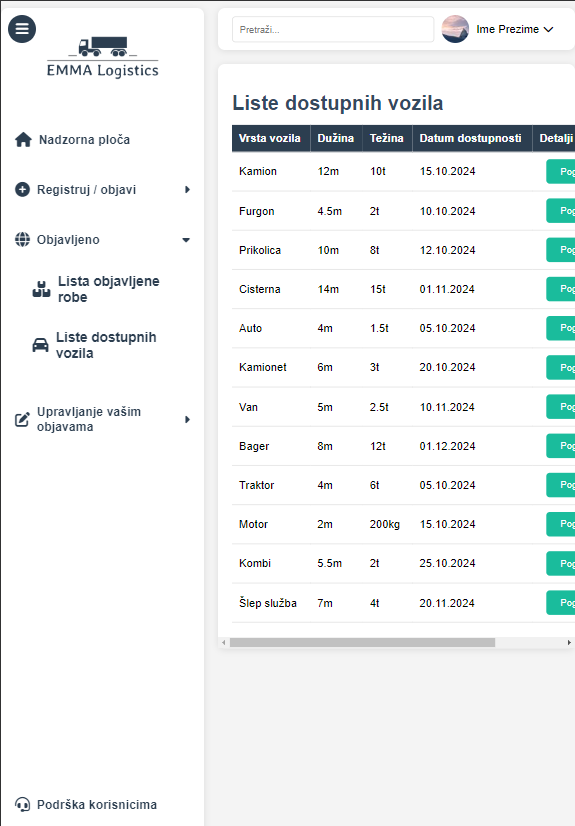 EMMA Logistics
Nadzorna ploča
Registruj / objavi
Objavljeno
Lista objavljene
robe
Liste dostupnih
vozila
Upravljanje vašim
objavama
Podrška korisnicima
Pretraži...
Ime Prezime
Liste dostupnih vozila
Vrsta vozila Dužina Težina Datum dostupnosti Detalji
Kamion 12m 10t 15.10.2024 Pog
Furgon 4.5m 2t 10.10.2024 Pog
Prikolica 10m 8t 12.10.2024 Pog
Cisterna 14m 15t 01.11.2024 Pog
Auto 4m 1.5t 05.10.2024 Pog
Kamionet 6m 3t 20.10.2024 Pog
Van 5m 2.5t 10.11.2024 Pog
Bager 8m 12t 01.12.2024 Pog
Traktor 4m 6t 05.10.2024 Pog
Motor 2m 200kg 15.10.2024 Pog
Kombi 5.5m 2t 25.10.2024 Pog
Šlep služba 7m 4t 20.11.2024 Pog